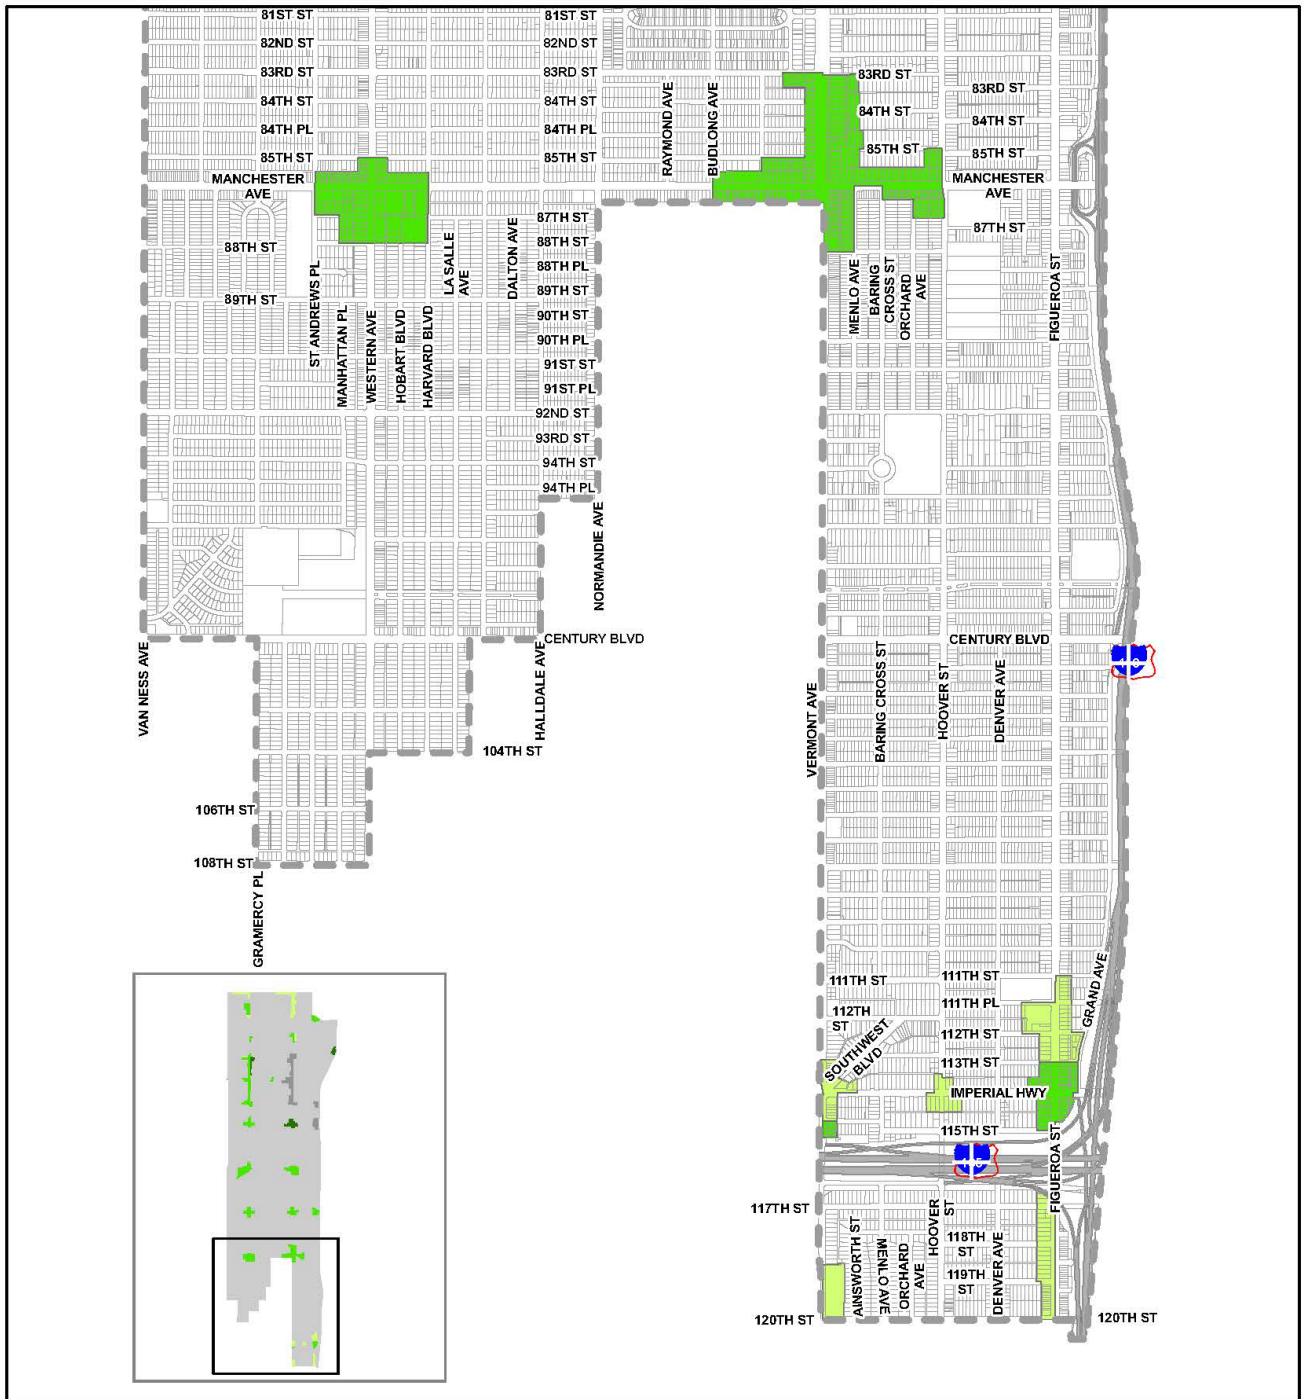 81ST ST
81ST ST
82ND ST
82ND ST
83RD ST
83RD ST
83RD ST
83RD ST
84TH ST
84TH ST
84TH ST
84TH ST
84TH PL
84TH PL
85TH ST
85TH ST
85TH ST
85TH ST
RAYMOND AVE
BUDLONG AVE
MANCHESTER
AVE
MANCHESTER
AVE
87TH ST
87TH ST
88TH ST
88TH ST
88TH PL
89TH ST
89TH ST
90TH ST
90TH PL
91ST ST
91ST PL
92ND ST
93RD ST
94TH ST
94TH PL
ST ANDREWS PL
MANHATTAN PL
WESTERN AVE
HOBART BLVD
HARVARD BLVD
LA SALLE
AVE
DALTON AVE
MENLO AVE
BARING
CROSS ST
ORCHARD
AVE
FIGUEROA ST
NORMANDIE AVE
CENTURY BLVD
CENTURY BLVD
VAN NESS AVE
HALLDALE AVE
VERMONT AVE
BARING CROSS ST
HOOVER ST
DENVER AVE
104TH ST
106TH ST
108TH ST
GRAMERCY PL
111TH ST
111TH ST
111TH PL
112TH
ST
112TH ST
113TH ST
SOUTHWEST
BLVD
GRAND AVE
IMPERIAL HWY
115TH ST
FIGUEROA ST
117TH ST
AINSWORTH ST
MENLO AVE
ORCHARD
AVE
HOOVER
ST
118TH
ST
119TH
ST
DENVER AVE
120TH ST
120TH ST